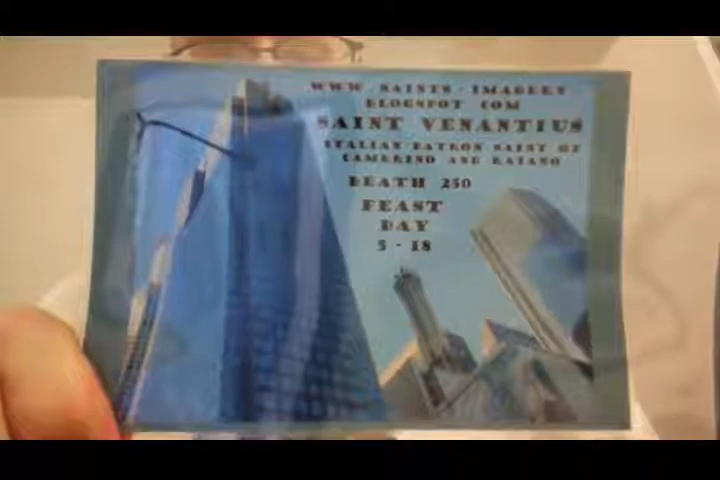 WWW. SAINTS - IMAGERY
BLOGSPOT COM
SAINT VENANTIUS
ITALIAN PATRON SAINT OF
CAMERINO AND RAIANO
DEATH 250
FEAST
DAY
5 - 18